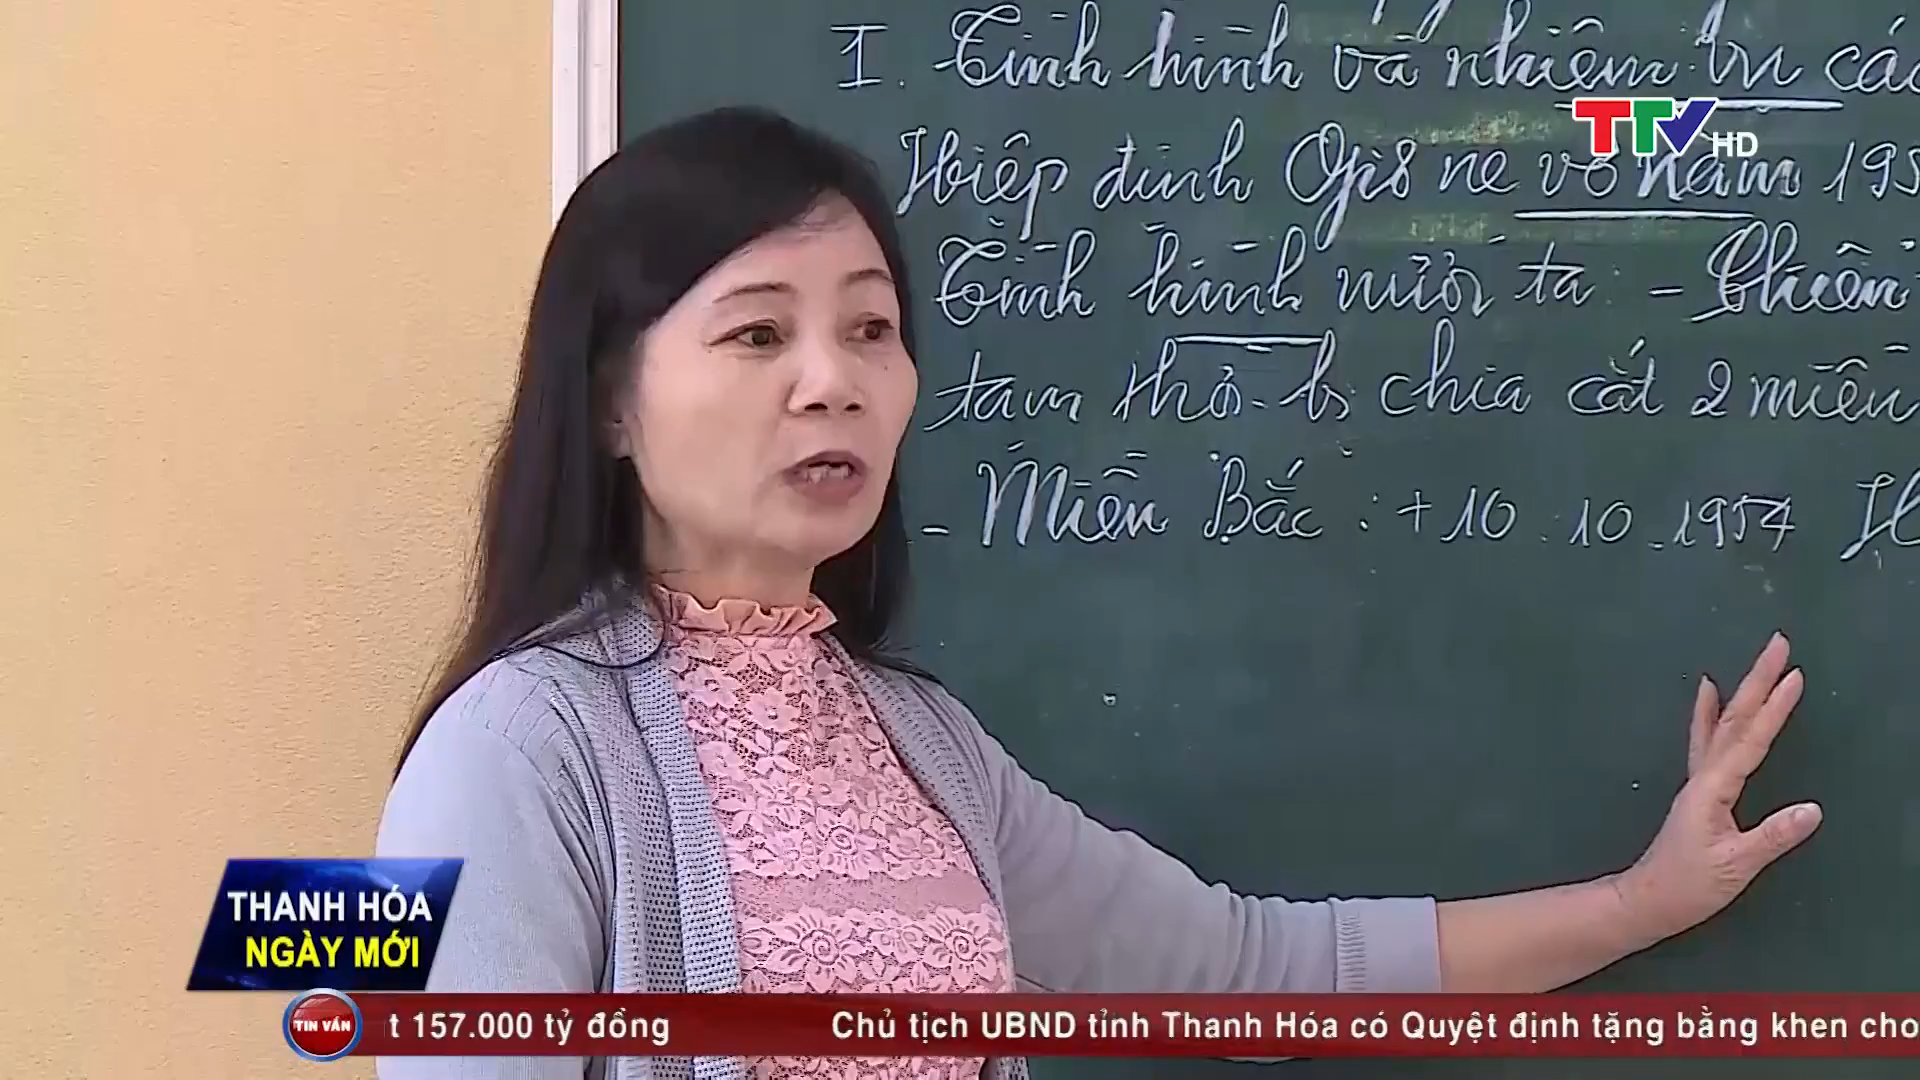 I. Tình hình và nhiệm vụ
TTV HD
Hiệp định Giơ ne vơ năm 195
Tình hình nước ta: -
tạm thời bị chia cắt 2 miền
- Miền Bắc: + 10.10.1954
THANH HÓA
NGÀY MỚI
TIN VẮN
t 157.000 tỷ đồng Chủ tịch UBND tỉnh Thanh Hóa có Quyết định tặng bằng khen cho